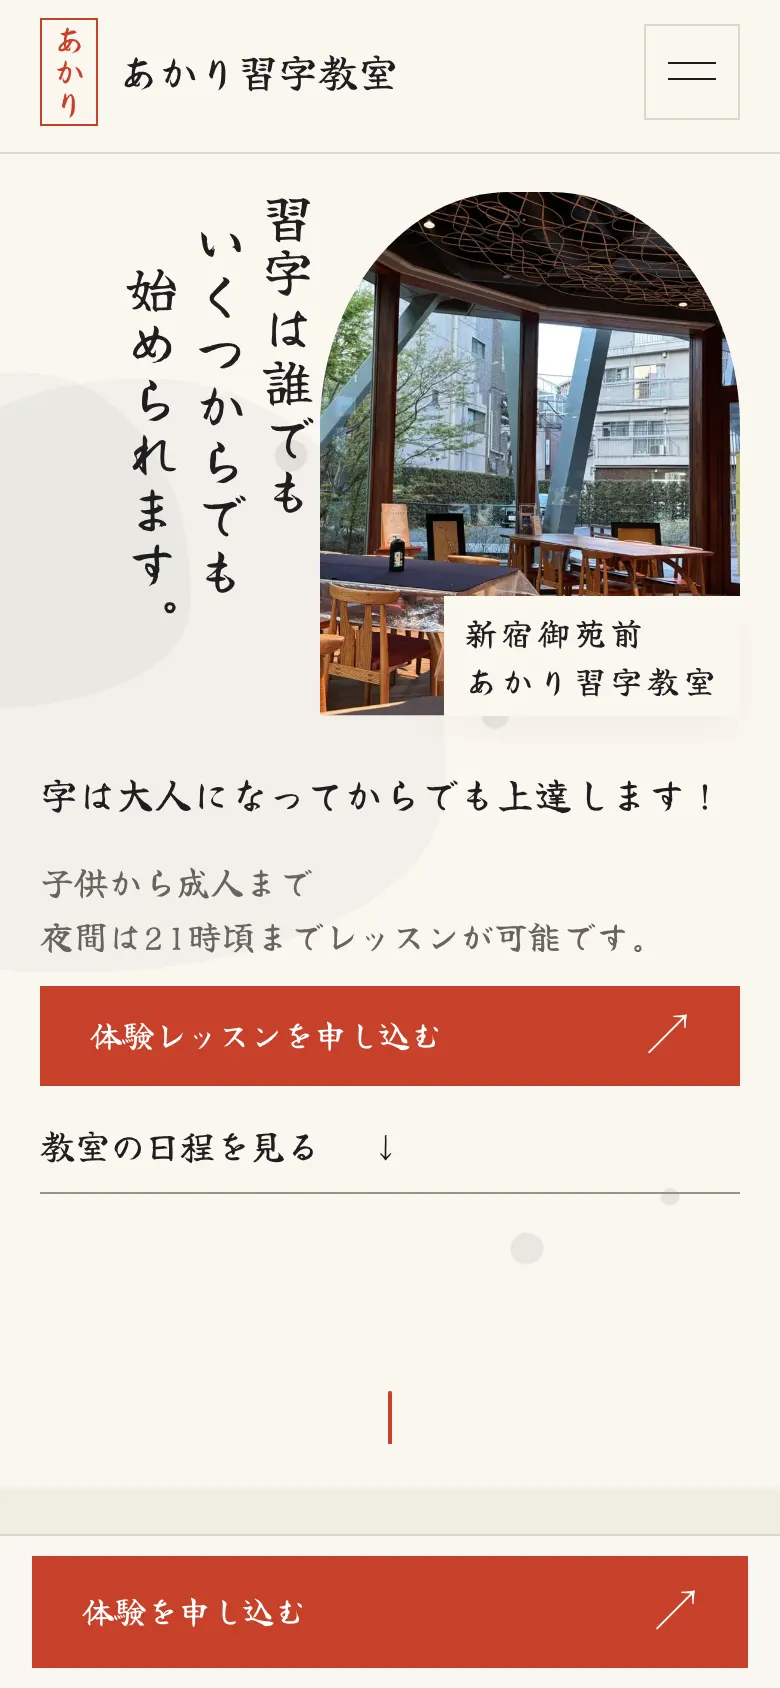 あかり
あかり習字教室
習字は誰でも
いくつからでも
始められます。
新宿御苑前
あかり習字教室
字は大人になってからでも上達します！
子供から成人まで
夜間は21時頃までレッスンが可能です。
体験レッスンを申し込む ↗
教室の日程を見る ↓
体験を申し込む ↗